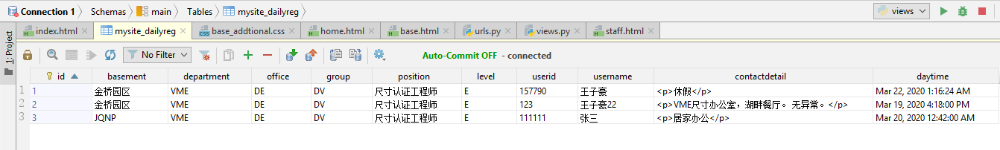 Connection 1 Schemas main Tables mysite_dailyreg views
index.html mysite_dailyreg base_addtional.css home.html base.html urls.py views.py staff.html
1: Project
No Filter Auto-Commit OFF - connected
id basement department office group position level userid username contactdetail daytime
1 1 金桥园区 VME DE DV 尺寸认证工程师 E 157790 王子豪 <p>休假</p> Mar 22, 2020 1:16:24 AM
2 2 金桥园区 VME DE DV 尺寸认证工程师 E 123 王子豪22 <p>VME尺寸办公室，湖畔餐厅。 无异常。</p> Mar 19, 2020 4:18:00 PM
3 3 JQNP VME DE DV 尺寸认证工程师 E 111111 张三 <p>居家办公</p> Mar 20, 2020 12:42:00 AM